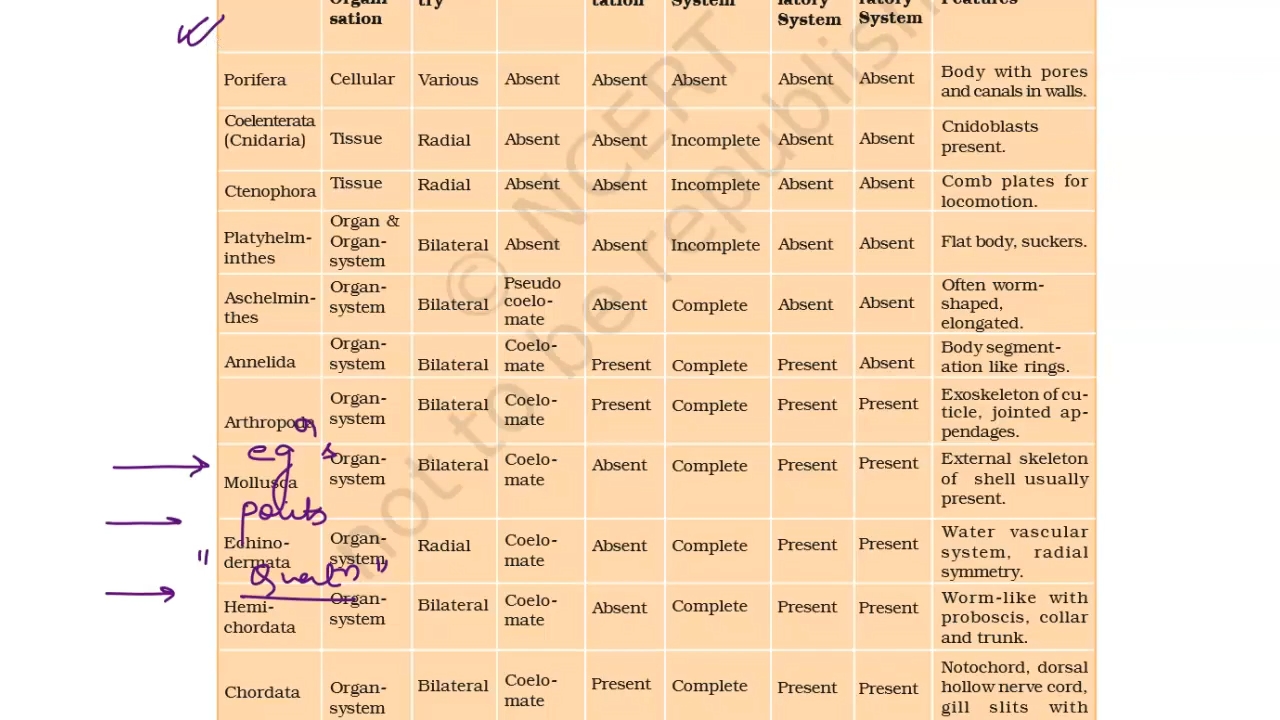 Organi-	try	tation	System	latory	ratory	Features
sation	System	System
Porifera	Cellular	Various	Absent	Absent	Absent	Absent	Absent	Body with pores
and canals in walls.
Coelenterata
(Cnidaria)	Tissue	Radial	Absent	Absent	Incomplete	Absent	Absent	Cnidoblasts
present.
Ctenophora	Tissue	Radial	Absent	Absent	Incomplete	Absent	Absent	Comb plates for
locomotion.
Platyhelm-
inthes	Organ &
Organ-
system	Bilateral	Absent	Absent	Incomplete	Absent	Absent	Flat body, suckers.
Aschelmin-
thes	Organ-
system	Bilateral	Pseudo
coelo-
mate	Absent	Complete	Absent	Absent	Often worm-
shaped,
elongated.
Annelida	Organ-
system	Bilateral	Coelo-
mate	Present	Complete	Present	Absent	Body segment-
ation like rings.
Arthropoda	Organ-
system	Bilateral	Coelo-
mate	Present	Complete	Present	Present	Exoskeleton of cu-
ticle, jointed ap-
pendages.
Mollusca	Organ-
system	Bilateral	Coelo-
mate	Absent	Complete	Present	Present	External skeleton
of shell usually
present.
Echino-
dermata	Organ-
system	Radial	Coelo-
mate	Absent	Complete	Present	Present	Water vascular
system, radial
symmetry.
Hemi-
chordata	Organ-
system	Bilateral	Coelo-
mate	Absent	Complete	Present	Present	Worm-like with
proboscis, collar
and trunk.
Chordata	Organ-
system	Bilateral	Coelo-
mate	Present	Complete	Present	Present	Notochord, dorsal
hollow nerve cord,
gill slits with
© NCERT
not to be republish